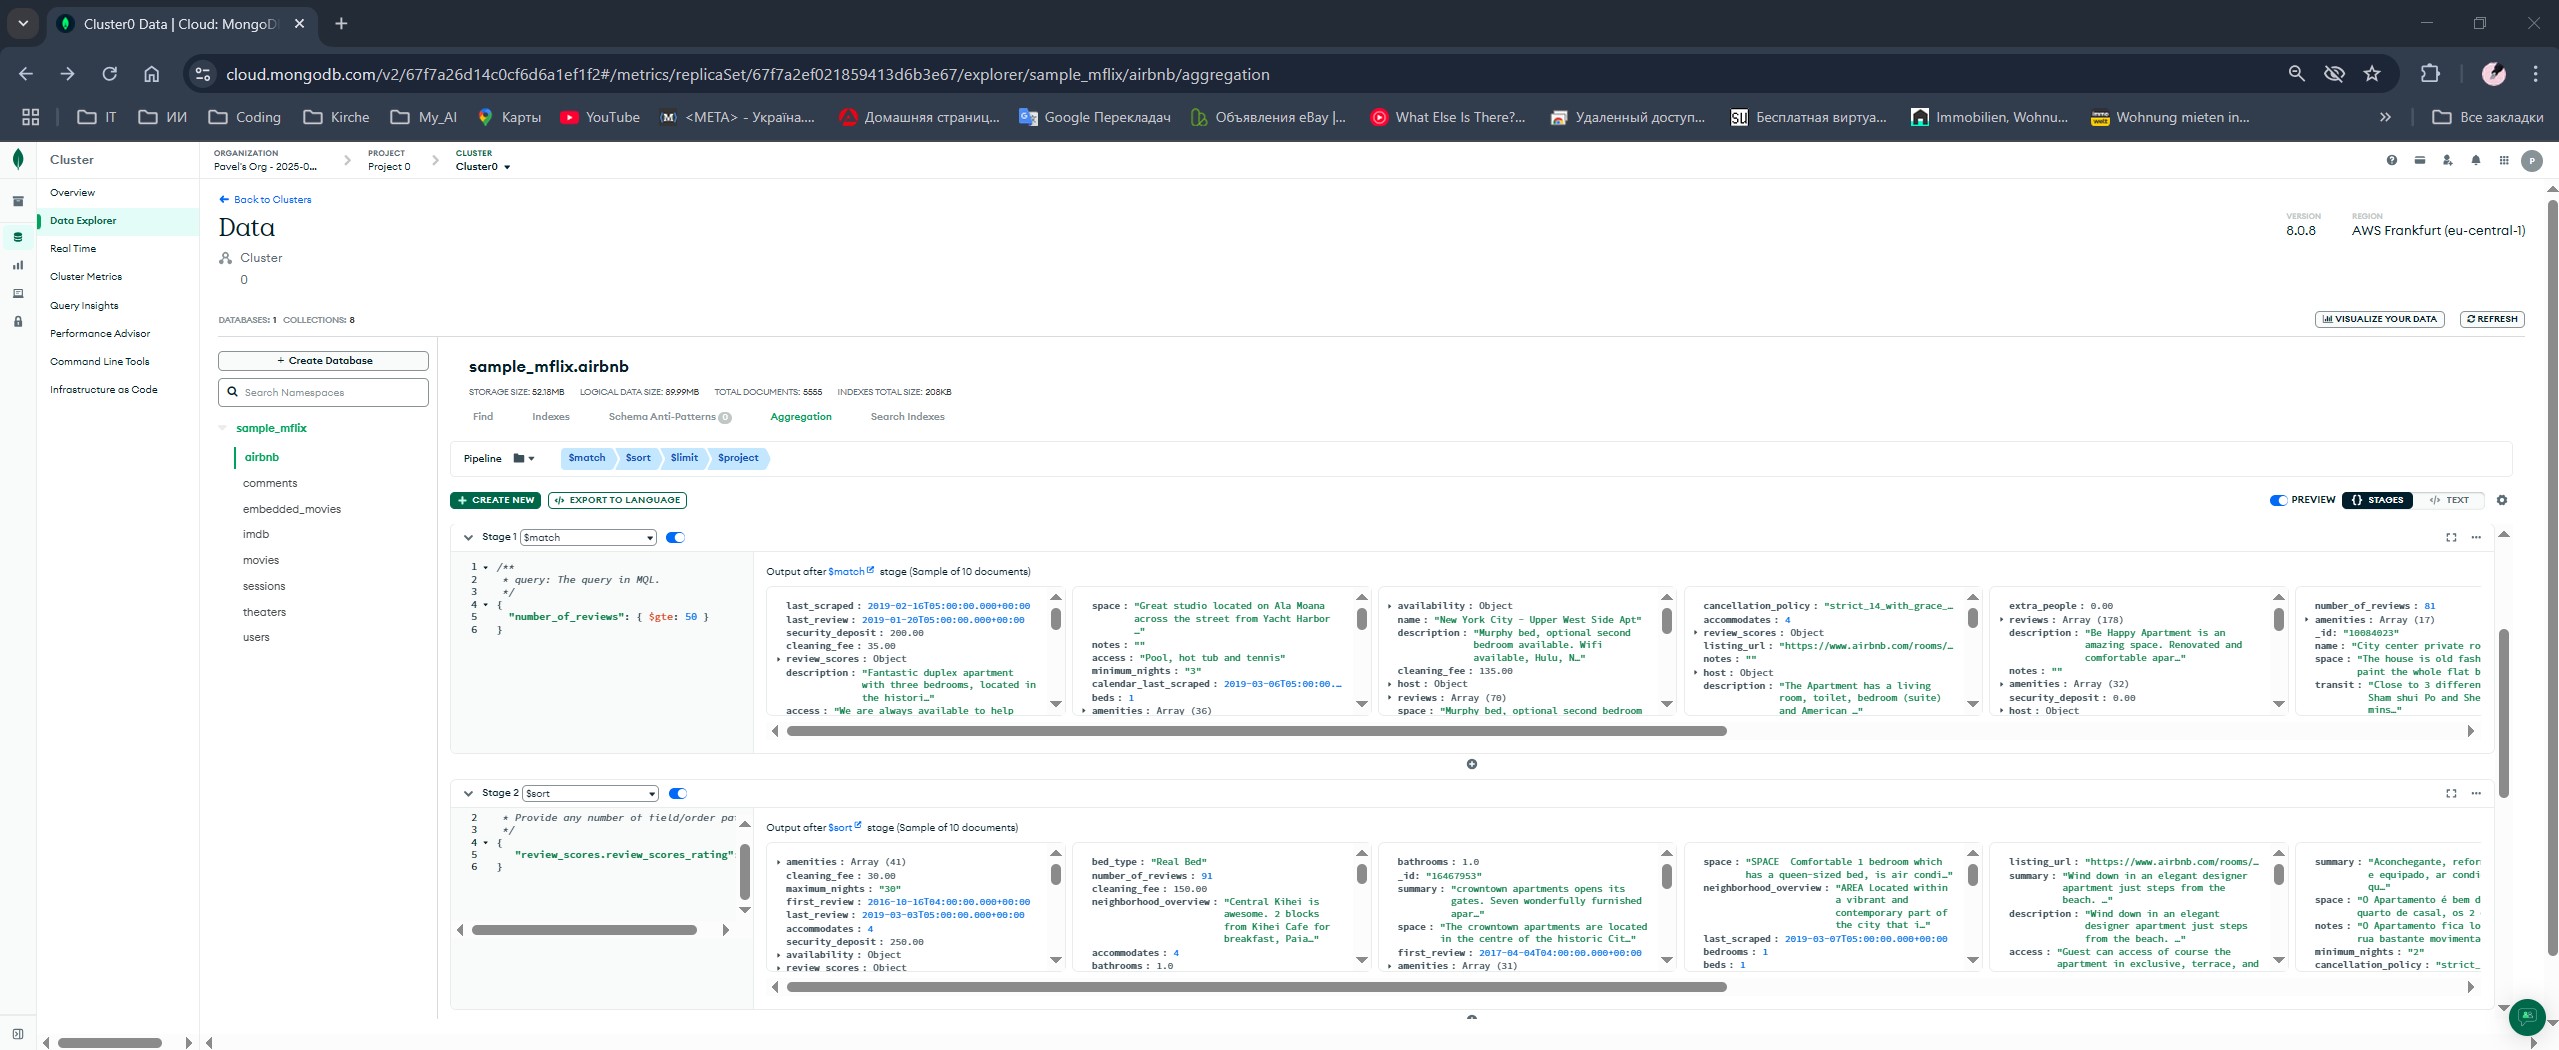 Cluster0 Data | Cloud: MongoD
cloud.mongodb.com/v2/67f7a26d14c0cf6d6a1ef1f2#/metrics/replicaSet/67f7a2ef021859413d6b3e67/explorer/sample_mflix/airbnb/aggregation
IT ИИ Coding Kirche My_AI Карты YouTube <META> - Україна.... Домашняя страниц... Google Перекладач Объявления eBay |... What Else Is There?... Удаленный доступ... Бесплатная виртуа... Immobilien, Wohnu... Wohnung mieten in... Все закладки
Cluster
Overview
Data Explorer
Real Time
Cluster Metrics
Query Insights
Performance Advisor
Command Line Tools
Infrastructure as Code
ORGANIZATION PROJECT CLUSTER
Pavel's Org - 2025-0... Project 0 Cluster0
P
Back to Clusters
Data
Cluster
0
VERSION REGION
8.0.8 AWS Frankfurt (eu-central-1)
DATABASES: 1 COLLECTIONS: 8
VISUALIZE YOUR DATA REFRESH
+ Create Database
Search Namespaces
sample_mflix
airbnb
comments
embedded_movies
imdb
movies
sessions
theaters
users
sample_mflix.airbnb
STORAGE SIZE: 52.18MB LOGICAL DATA SIZE: 89.99MB TOTAL DOCUMENTS: 5555 INDEXES TOTAL SIZE: 208KB
Find Indexes Schema Anti-Patterns 0 Aggregation Search Indexes
Pipeline $match $sort $limit $project
+ CREATE NEW </> EXPORT TO LANGUAGE
PREVIEW {} STAGES </> TEXT
Stage 1 $match
1 /**
2 * query: The query in MQL.
3 */
4 {
5 "number_of_reviews": { $gte: 50 }
6 }
Output after $match stage (Sample of 10 documents)
last_scraped : 2019-02-16T05:00:00.000+00:00
last_review : 2019-01-20T05:00:00.000+00:00
security_deposit : 200.00
cleaning_fee : 35.00
review_scores : Object
description : "Fantastic duplex apartment
with three bedrooms, located in
the histori…"
access : "We are always available to help
space : "Great studio located on Ala Moana
across the street from Yacht Harbor
…"
notes : ""
access : "Pool, hot tub and tennis"
minimum_nights : "3"
calendar_last_scraped : 2019-03-06T05:00:00.…
beds : 1
amenities : Array (36)
availability : Object
name : "New York City - Upper West Side Apt"
description : "Murphy bed, optional second
bedroom available. Wifi
available, Hulu, N…"
cleaning_fee : 135.00
host : Object
reviews : Array (70)
space : "Murphy bed, optional second bedroom
cancellation_policy : "strict_14_with_grace_…
accommodates : 4
review_scores : Object
listing_url : "https://www.airbnb.com/rooms/…
notes : ""
host : Object
description : "The Apartment has a living
room, toilet, bedroom (suite)
and American …"
extra_people : 0.00
reviews : Array (178)
description : "Be Happy Apartment is an
amazing space. Renovated and
comfortable apar…"
notes : ""
amenities : Array (32)
security_deposit : 0.00
host : Object
number_of_reviews : 81
amenities : Array (17)
_id : "10084023"
name : "City center private ro
space : "The house is old fash
paint the whole flat b
transit : "Close to 3 differen
Sham shui Po and She
mins…"
Stage 2 $sort
2 * Provide any number of field/order pa
3 */
4 {
5 "review_scores.review_scores_rating":
6 }
Output after $sort stage (Sample of 10 documents)
amenities : Array (41)
cleaning_fee : 30.00
maximum_nights : "30"
first_review : 2016-10-16T04:00:00.000+00:00
last_review : 2019-03-03T05:00:00.000+00:00
accommodates : 4
security_deposit : 250.00
availability : Object
review_scores : Object
bed_type : "Real Bed"
number_of_reviews : 91
cleaning_fee : 150.00
neighborhood_overview : "Central Kihei is
awesome. 2 blocks
from Kihei Cafe for
breakfast, Paia…"
accommodates : 4
bathrooms : 1.0
bathrooms : 1.0
_id : "16467953"
summary : "crowntown apartments opens its
gates. Seven wonderfully furnished
apar…"
space : "The crowntown apartments are located
in the centre of the historic Cit…"
first_review : 2017-04-04T04:00:00.000+00:00
amenities : Array (31)
space : "SPACE Comfortable 1 bedroom which
has a queen-sized bed, is air condi…"
neighborhood_overview : "AREA Located within
a vibrant and
contemporary part of
the city that i…"
last_scraped : 2019-03-07T05:00:00.000+00:00
bedrooms : 1
beds : 1
listing_url : "https://www.airbnb.com/rooms/…
summary : "Wind down in an elegant designer
apartment just steps from the
beach. …"
description : "Wind down in an elegant
designer apartment just steps
from the beach. …"
access : "Guest can access of course the
apartment in exclusive, terrace, and
summary : "Aconchegante, refor
e equipado, ar condi
qu…"
space : "O Apartamento é bem d
quarto de casal, os 2
notes : "O Apartamento fica lo
rua bastante movimenta
minimum_nights : "2"
cancellation_policy : "strict_